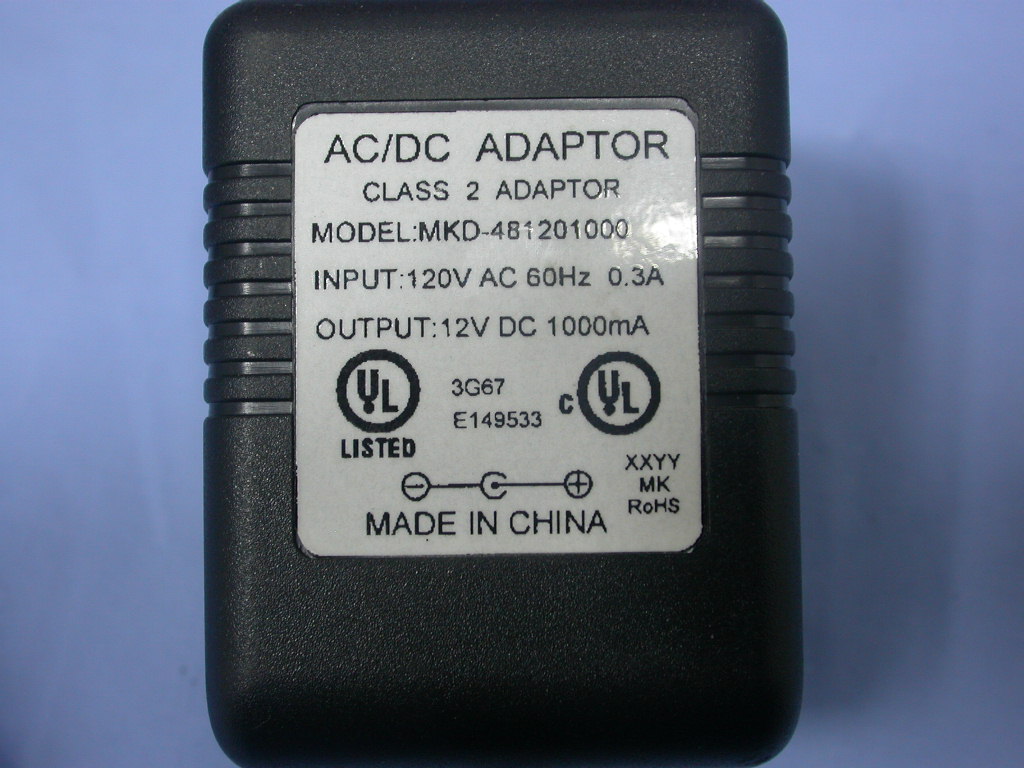 AC/DC ADAPTOR
CLASS 2 ADAPTOR
MODEL:MKD-481201000
INPUT:120V AC 60Hz 0.3A
OUTPUT:12V DC 1000mA
UL
LISTED
3G67
E149533
C UL
XXYY
MK
RoHS
MADE IN CHINA